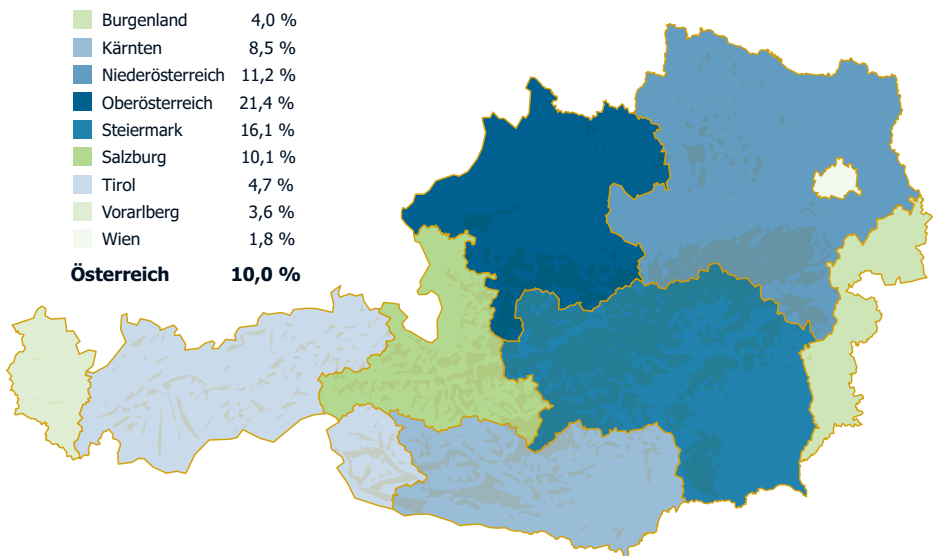 Burgenland 4,0 %
Kärnten 8,5 %
Niederösterreich 11,2 %
Oberösterreich 21,4 %
Steiermark 16,1 %
Salzburg 10,1 %
Tirol 4,7 %
Vorarlberg 3,6 %
Wien 1,8 %
Österreich 10,0 %